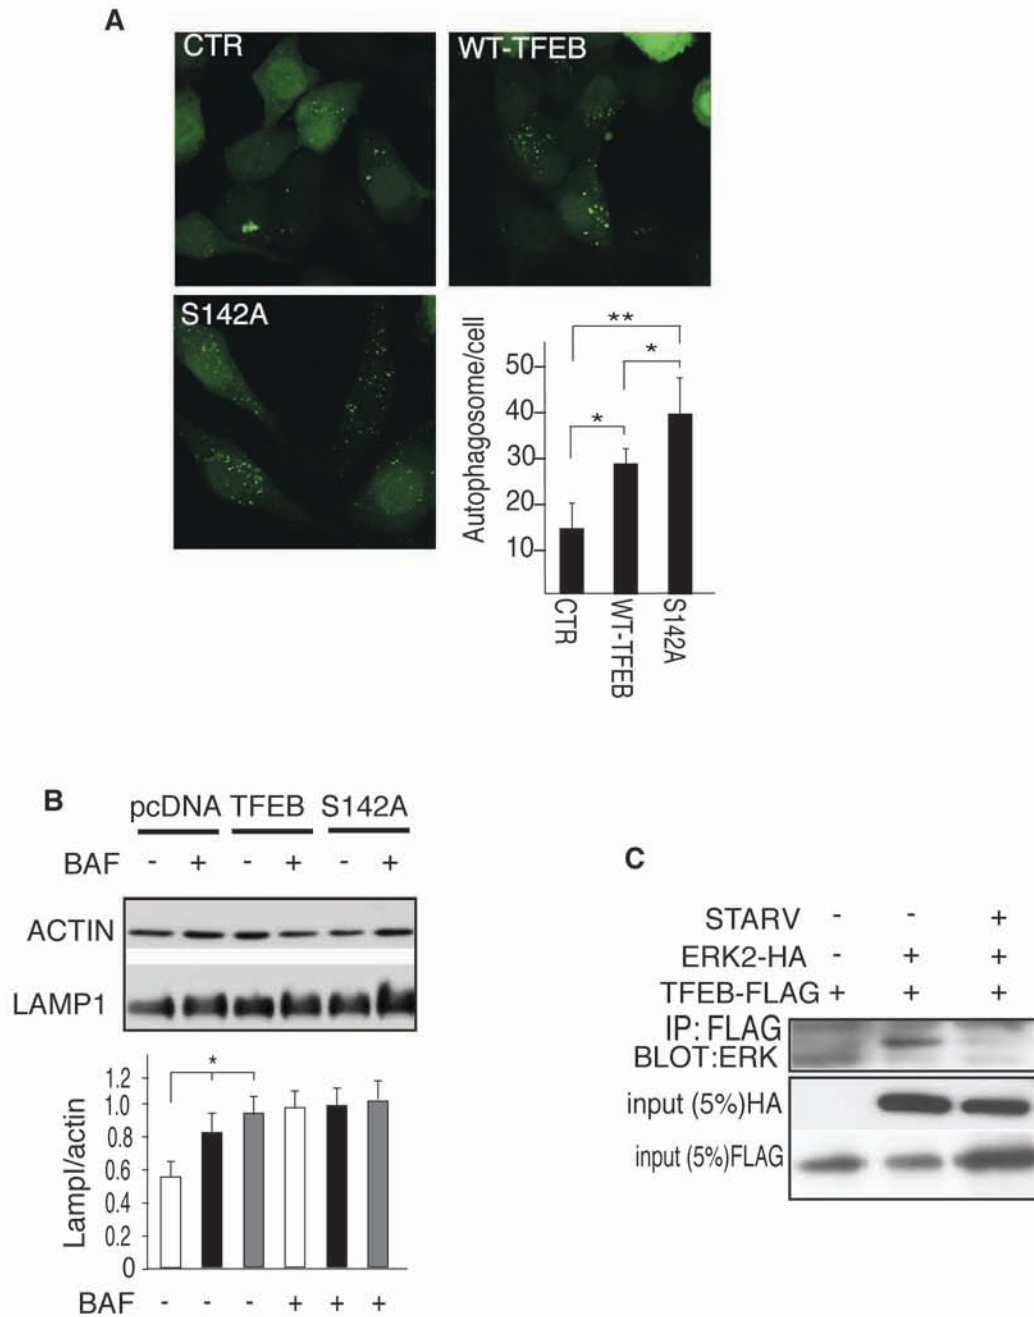 A
CTR
WT-TFEB
S142A
Autophagosome/cell
50
40
30
20
10
**
*
*
CTR
WT-TFEB
S142A
B
pcDNA TFEB S142A
BAF - + - + - +
ACTIN
LAMP1
LampI/actin
1.2
1.0
0.8
0.6
0.4
0.2
0
*
BAF - - - + + +
C
STARV - - +
ERK2-HA - + +
TFEB-FLAG + + +
IP: FLAG
BLOT:ERK
input (5%)HA
input (5%)FLAG